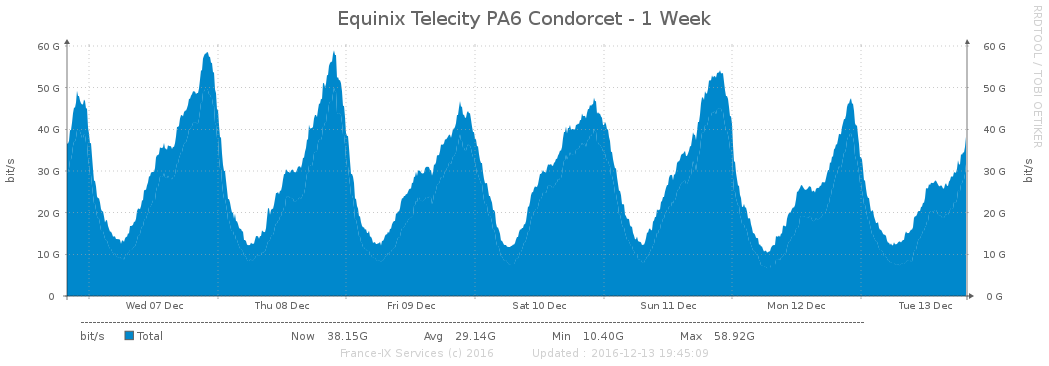 Equinix Telecity PA6 Condorcet - 1 Week
RRDTOOL / TOBI OETIKER
60 G 60 G
50 G 50 G
40 G 40 G
30 G 30 G
20 G 20 G
10 G 10 G
0 0 G
bit/s bit/s
Wed 07 Dec Thu 08 Dec Fri 09 Dec Sat 10 Dec Sun 11 Dec Mon 12 Dec Tue 13 Dec
bit/s Total Now 38.15G Avg 29.14G Min 10.40G Max 58.92G
France-IX Services (c) 2016 Updated : 2016-12-13 19:45:09